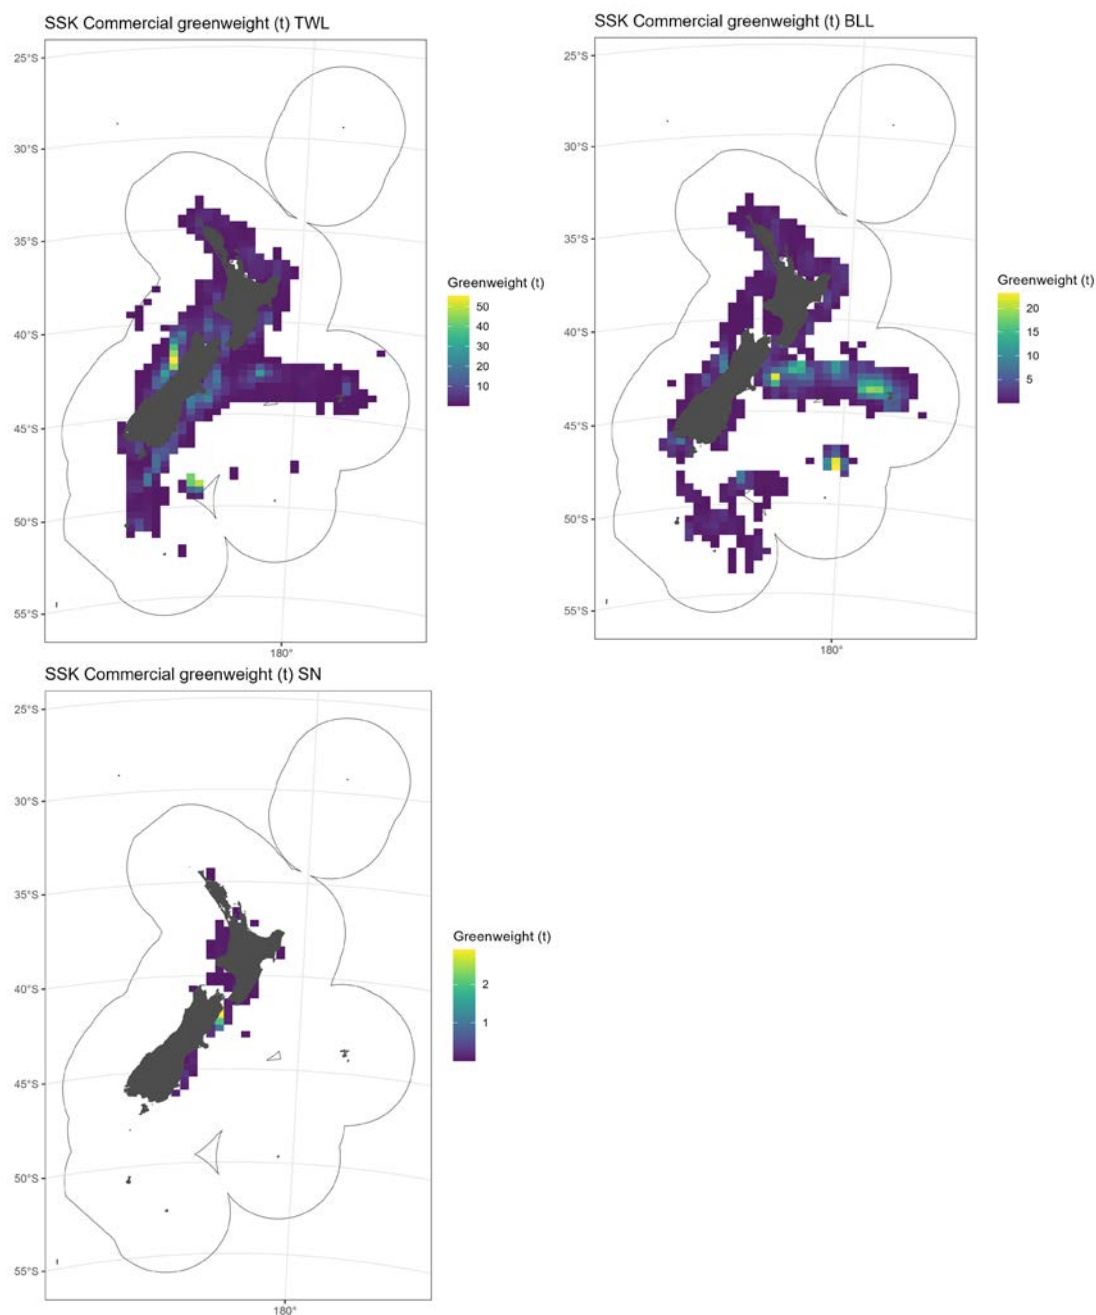 SSK Commercial greenweight (t) TWL
25°S
30°S
35°S
40°S
45°S
50°S
55°S
180°
Greenweight (t)
50
40
30
20
10
SSK Commercial greenweight (t) BLL
25°S
30°S
35°S
40°S
45°S
50°S
55°S
180°
Greenweight (t)
20
15
10
5
SSK Commercial greenweight (t) SN
25°S
30°S
35°S
40°S
45°S
50°S
55°S
180°
Greenweight (t)
2
1